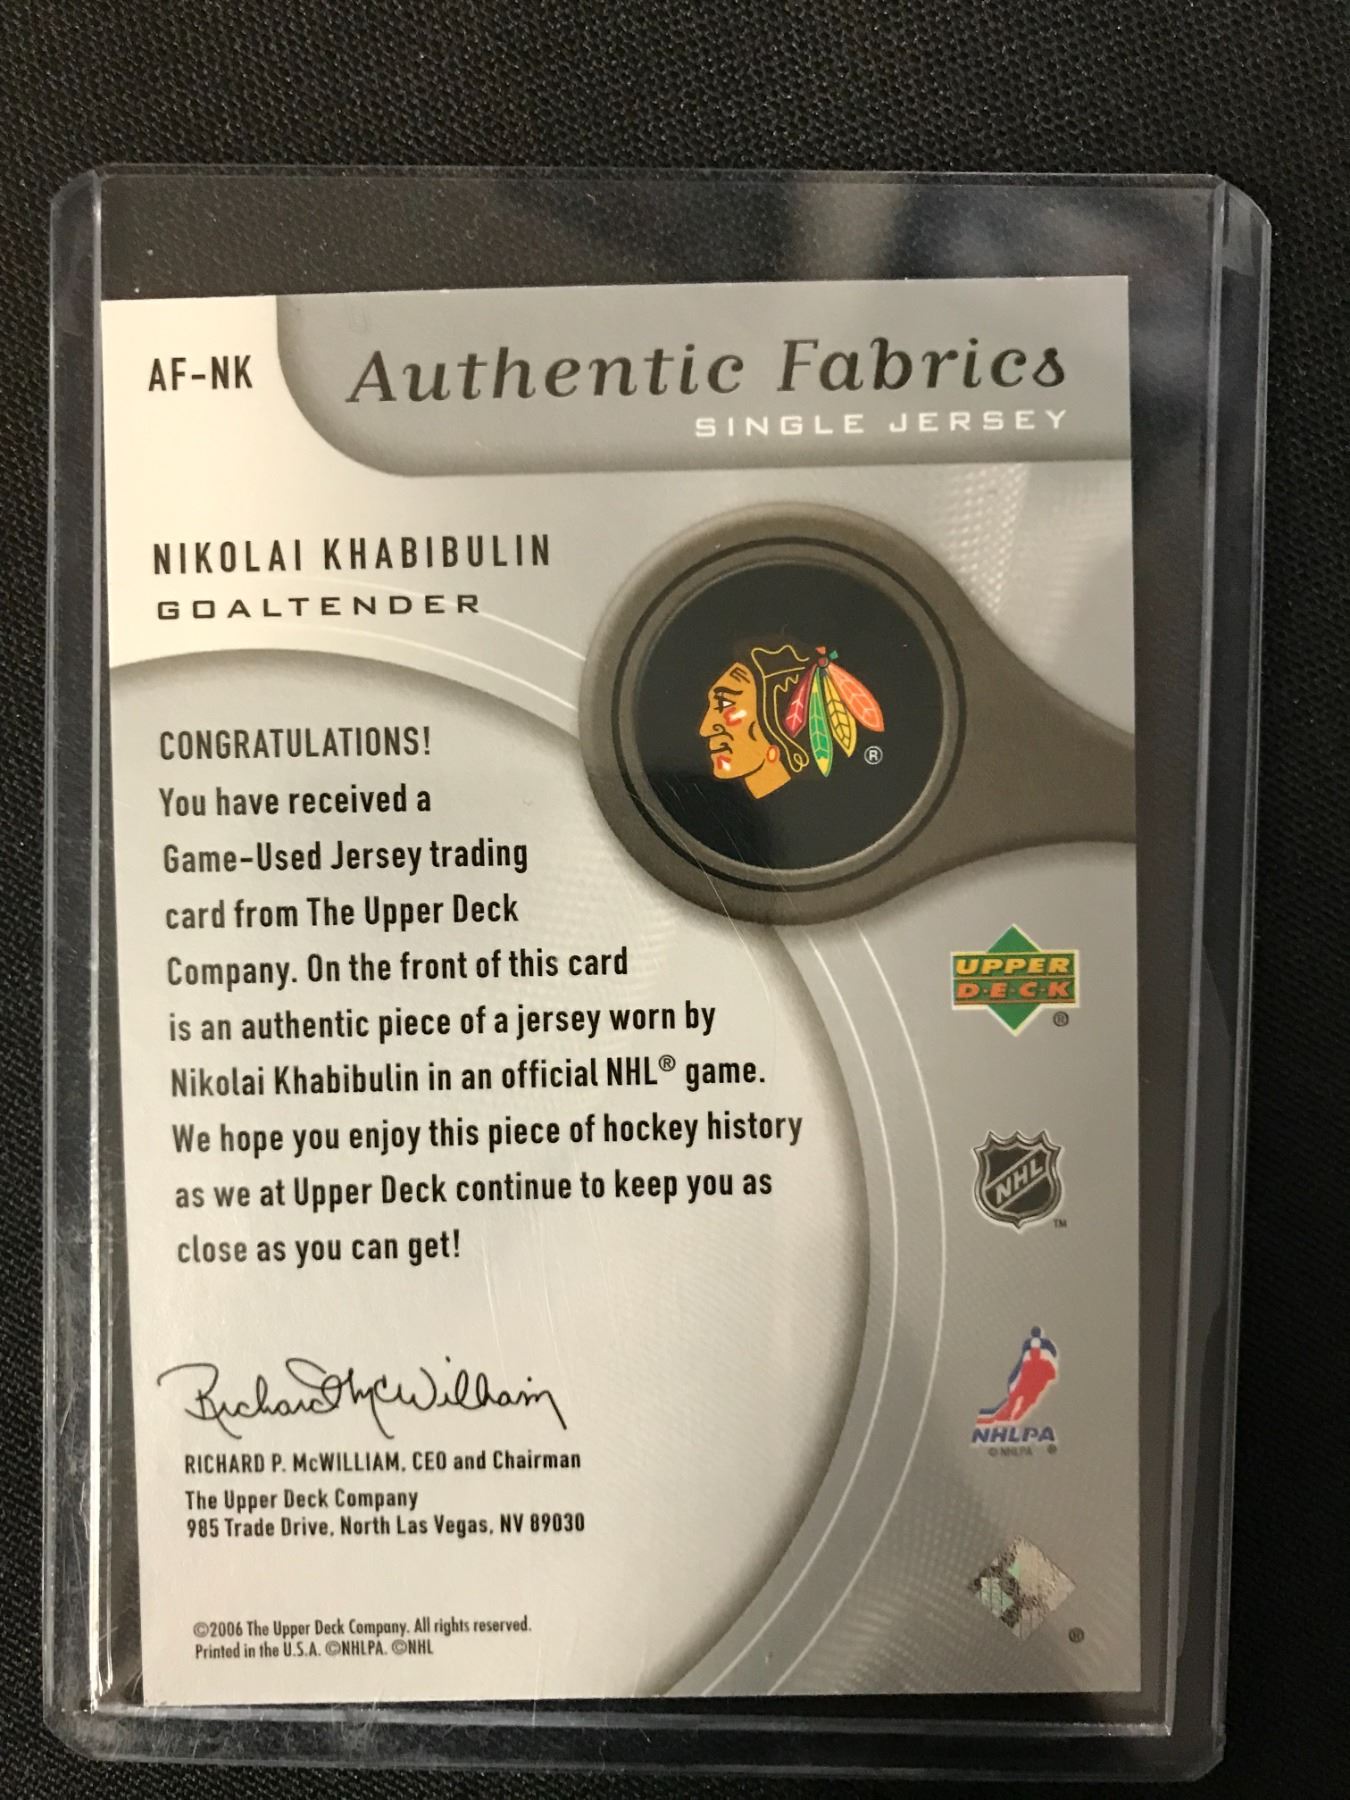 AF-NK
Authentic Fabrics
SINGLE JERSEY
NIKOLAI KHABIBULIN
GOALTENDER
®
CONGRATULATIONS!
You have received a
Game-Used Jersey trading
card from The Upper Deck
Company. On the front of this card
is an authentic piece of a jersey worn by
Nikolai Khabibulin in an official NHL® game.
We hope you enjoy this piece of hockey history
as we at Upper Deck continue to keep you as
close as you can get!
UPPER
D·E·C·K
®
NHL
TM
NHLPA
© NHLPA ®
Richard McWilliam
RICHARD P. McWILLIAM, CEO and Chairman
The Upper Deck Company
985 Trade Drive, North Las Vegas, NV 89030
©2006 The Upper Deck Company. All rights reserved.
Printed in the U.S.A. ©NHLPA. ©NHL
®